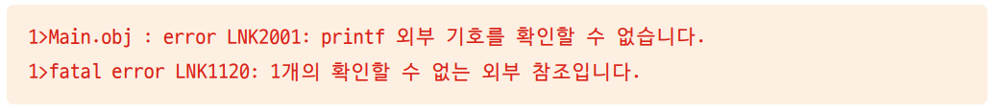 1>Main.obj : error LNK2001: printf 외부 기호를 확인할 수 없습니다.
1>fatal error LNK1120: 1개의 확인할 수 없는 외부 참조입니다.